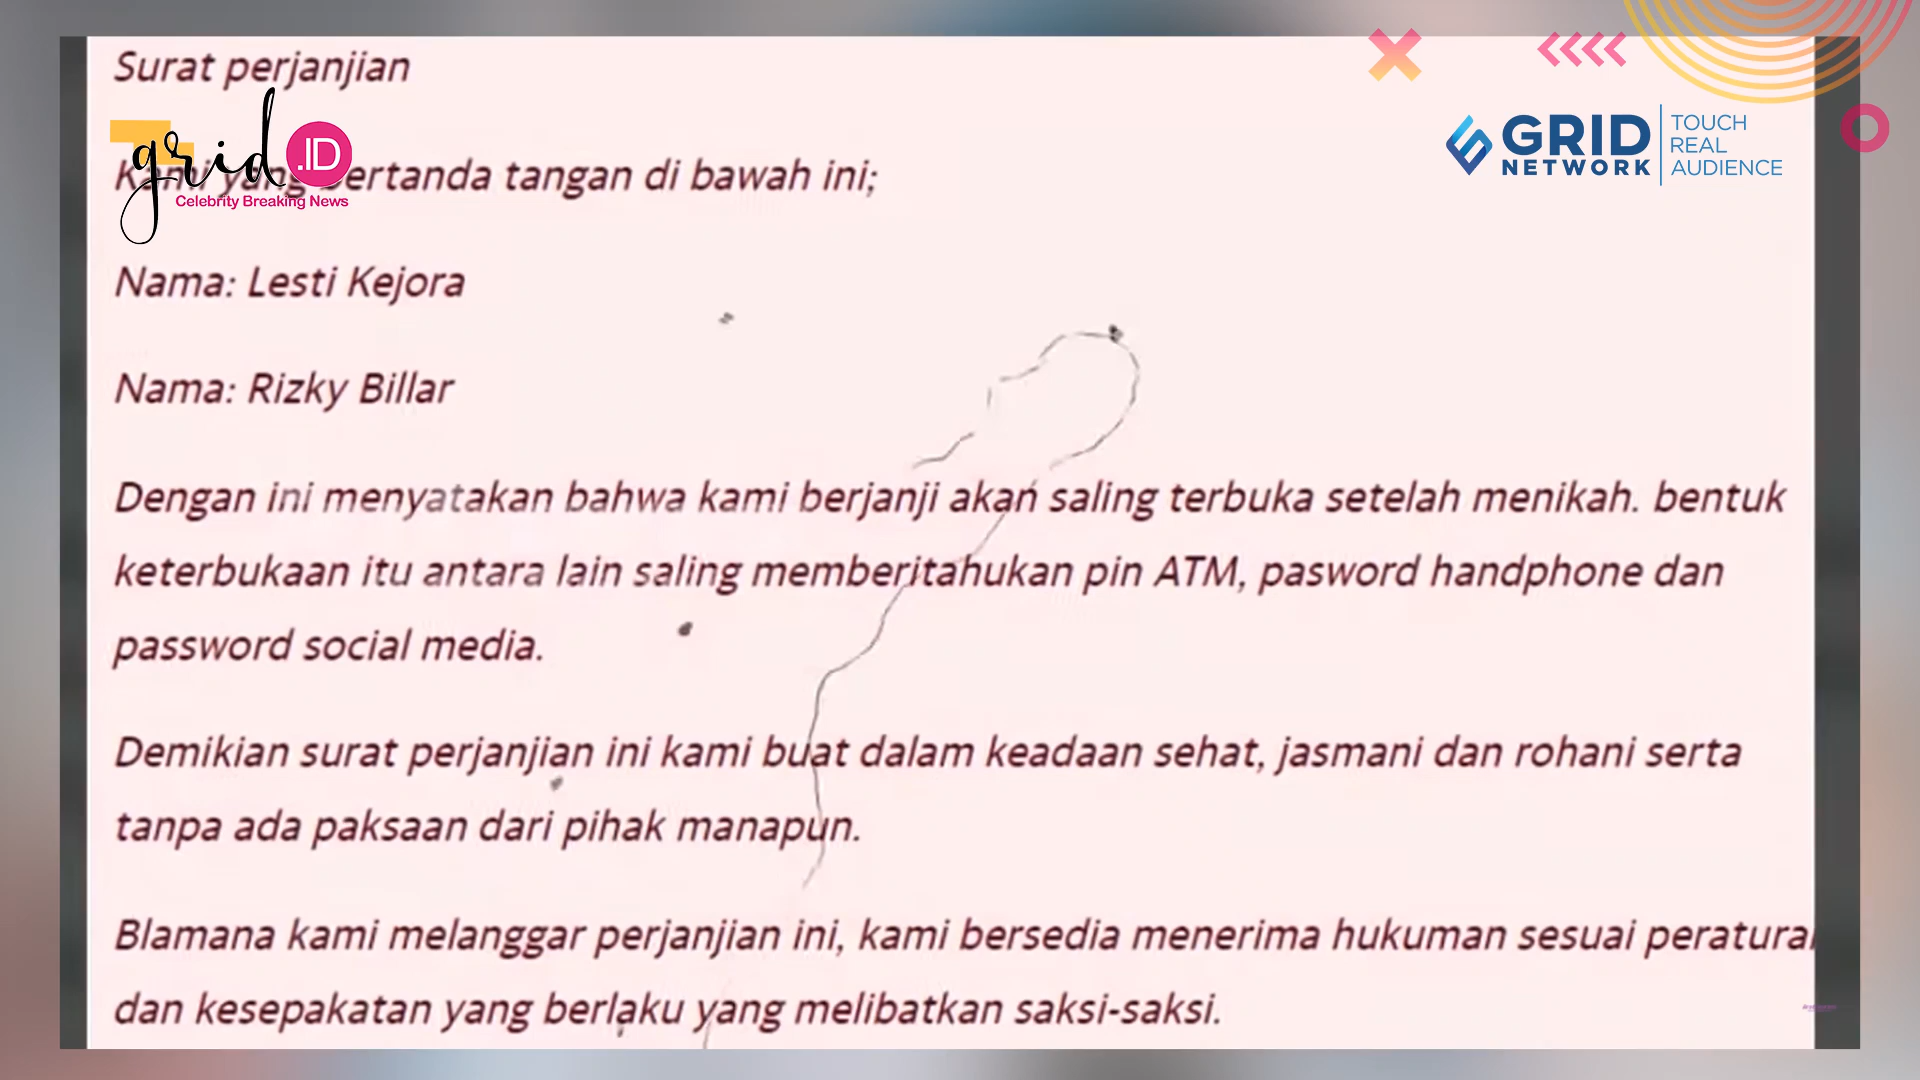 Surat perjanjian
grid .ID
Celebrity Breaking News
GRID NETWORK
TOUCH
REAL
AUDIENCE
Kami yang bertanda tangan di bawah ini;
Nama: Lesti Kejora
Nama: Rizky Billar
Dengan ini menyatakan bahwa kami berjanji akan saling terbuka setelah menikah. bentuk
keterbukaan itu antara lain saling memberitahukan pin ATM, pasword handphone dan
password social media.
Demikian surat perjanjian ini kami buat dalam keadaan sehat, jasmani dan rohani serta
tanpa ada paksaan dari pihak manapun.
Blamana kami melanggar perjanjian ini, kami bersedia menerima hukuman sesuai peraturan
dan kesepakatan yang berlaku yang melibatkan saksi-saksi.